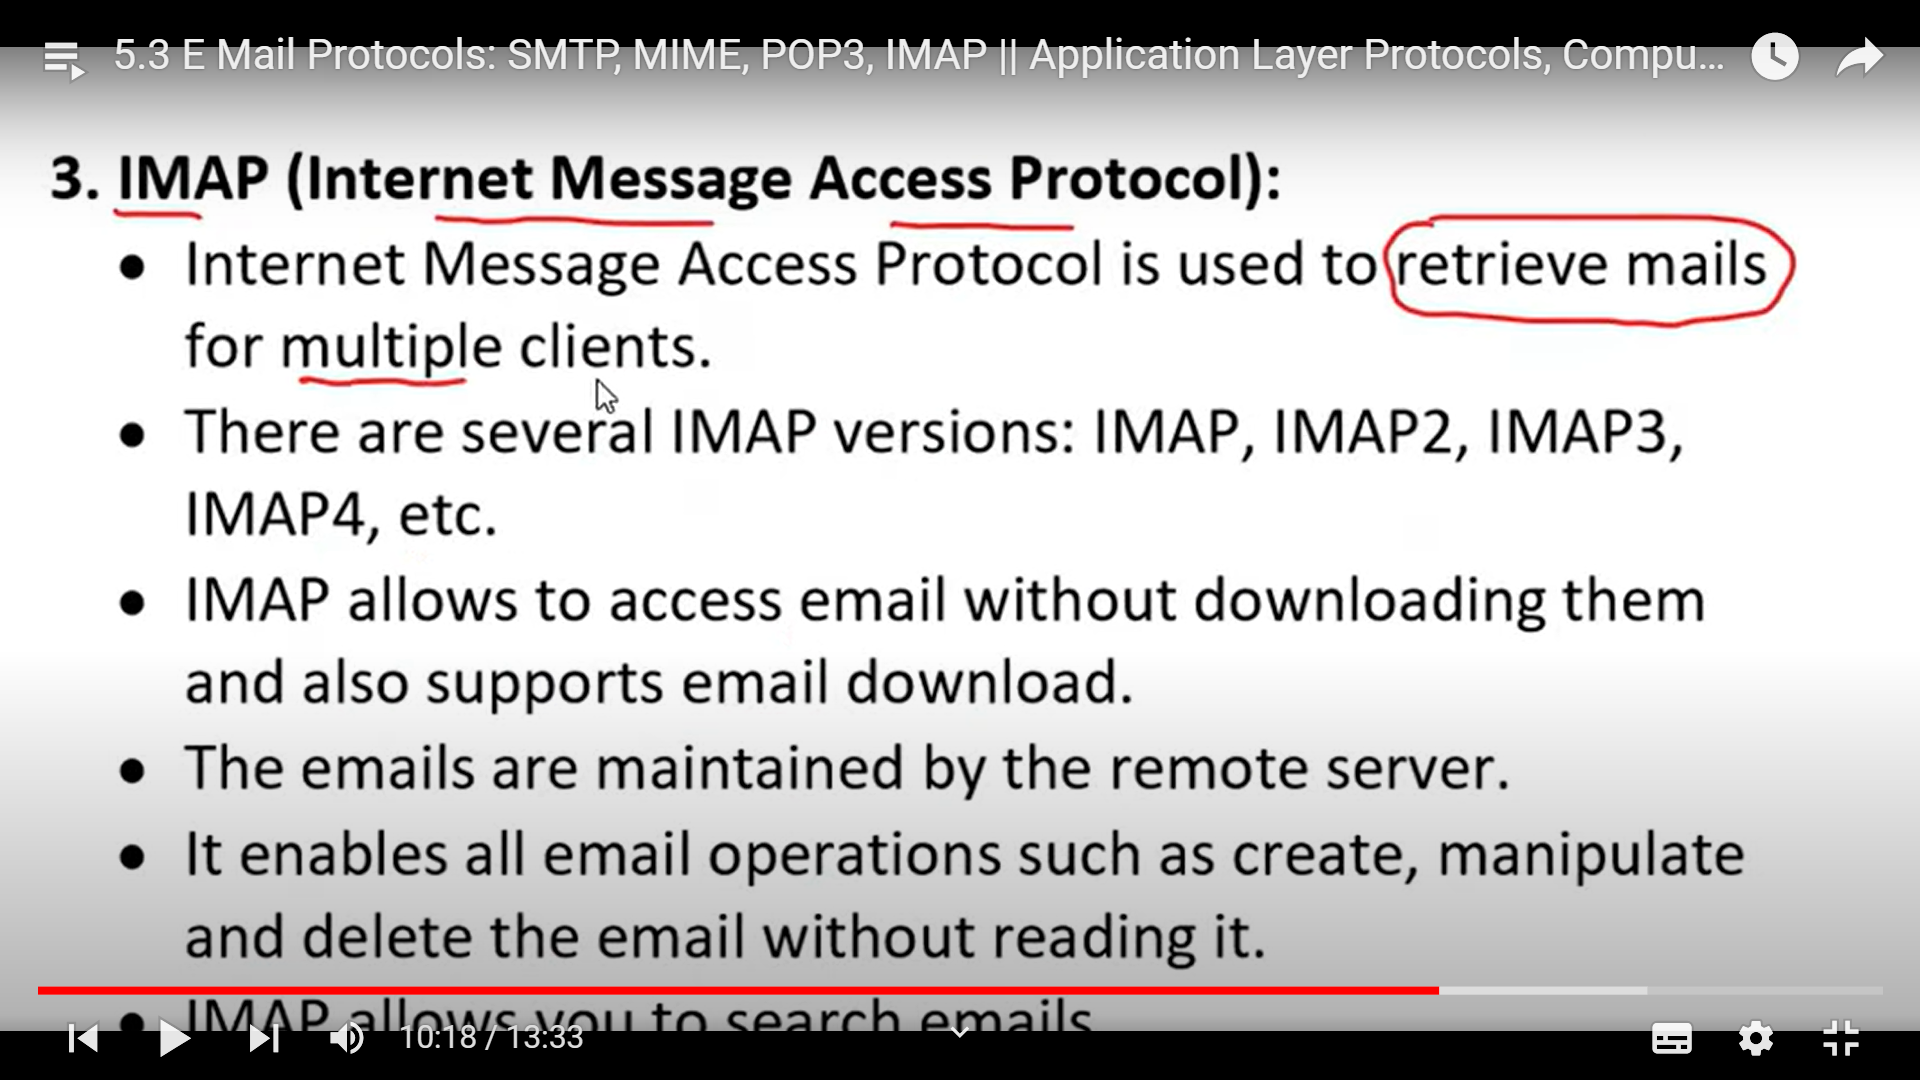 5.3 E Mail Protocols: SMTP, MIME, POP3, IMAP || Application Layer Protocols, Compu...
3. IMAP (Internet Message Access Protocol):
● Internet Message Access Protocol is used to retrieve mails
for multiple clients.
● There are several IMAP versions: IMAP, IMAP2, IMAP3,
IMAP4, etc.
● IMAP allows to access email without downloading them
and also supports email download.
● The emails are maintained by the remote server.
● It enables all email operations such as create, manipulate
and delete the email without reading it.
● IMAP allows you to search emails
10:18 / 13:33